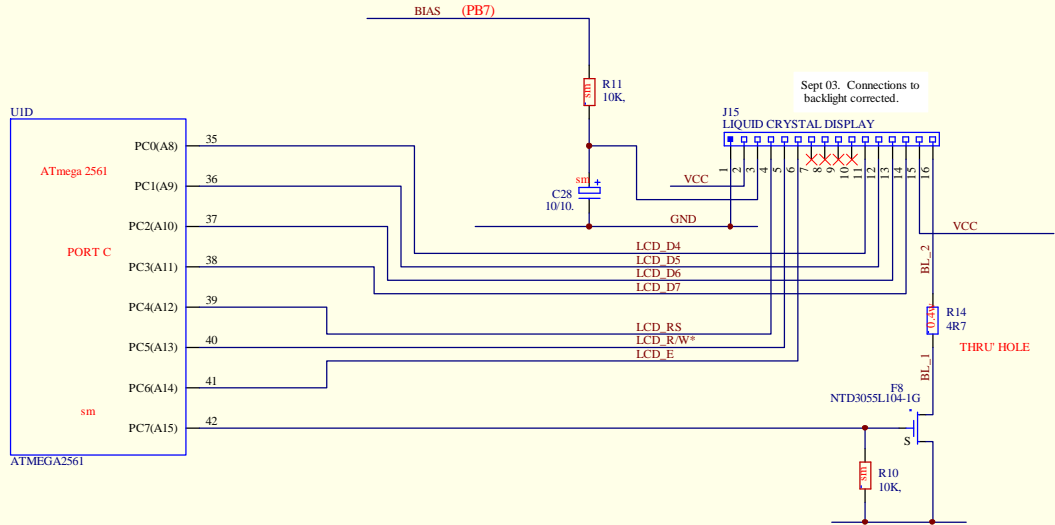 BIAS (PB7)
R11
10K,
sm
Sept 03. Connections to
backlight corrected.
J15
LIQUID CRYSTAL DISPLAY
U1D
ATmega 2561
PORT C
sm
ATMEGA2561
PC0(A8) 35
PC1(A9) 36
PC2(A10) 37
PC3(A11) 38
PC4(A12) 39
PC5(A13) 40
PC6(A14) 41
PC7(A15) 42
sm
+
C28
10/10.
VCC
GND
1 2 3 4 5 6 7 8 9 10 11 12 13 14 15 16
VCC
LCD_D4
LCD_D5
LCD_D6
LCD_D7
LCD_RS
LCD_R/W*
LCD_E
BL_2
0.4w
R14
4R7
THRU' HOLE
BL_1
F8
NTD3055L104-1G
S
sm
R10
10K,